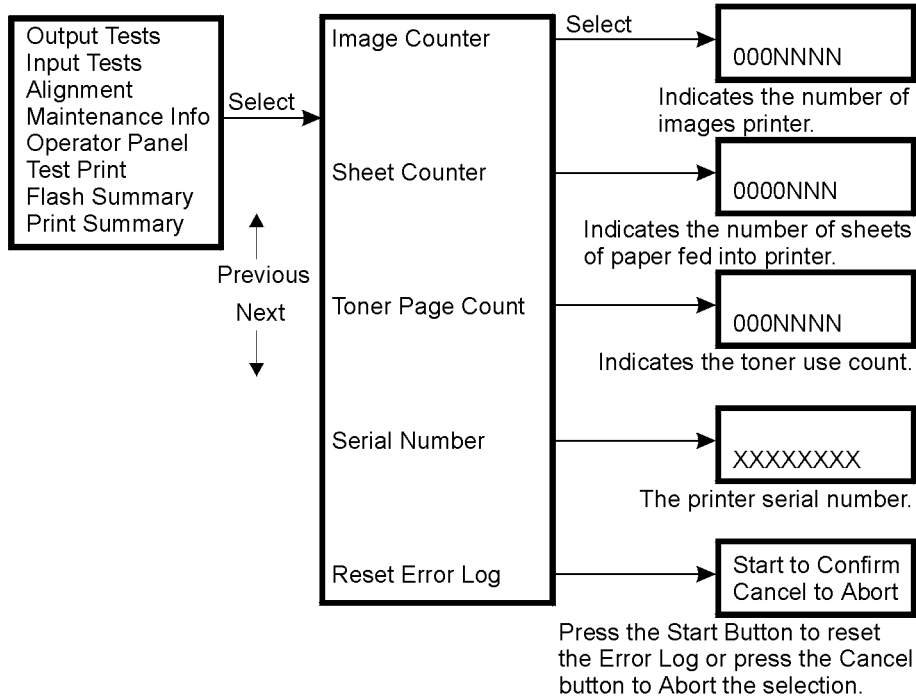 Output Tests
Input Tests
Alignment
Maintenance Info
Operator Panel
Test Print
Flash Summary
Print Summary
Select
Previous
Next
Image Counter
Sheet Counter
Toner Page Count
Serial Number
Reset Error Log
Select
000NNNN
Indicates the number of
images printer.
0000NNN
Indicates the number of sheets
of paper fed into printer.
000NNNN
Indicates the toner use count.
XXXXXXXX
The printer serial number.
Start to Confirm
Cancel to Abort
Press the Start Button to reset
the Error Log or press the Cancel
button to Abort the selection.